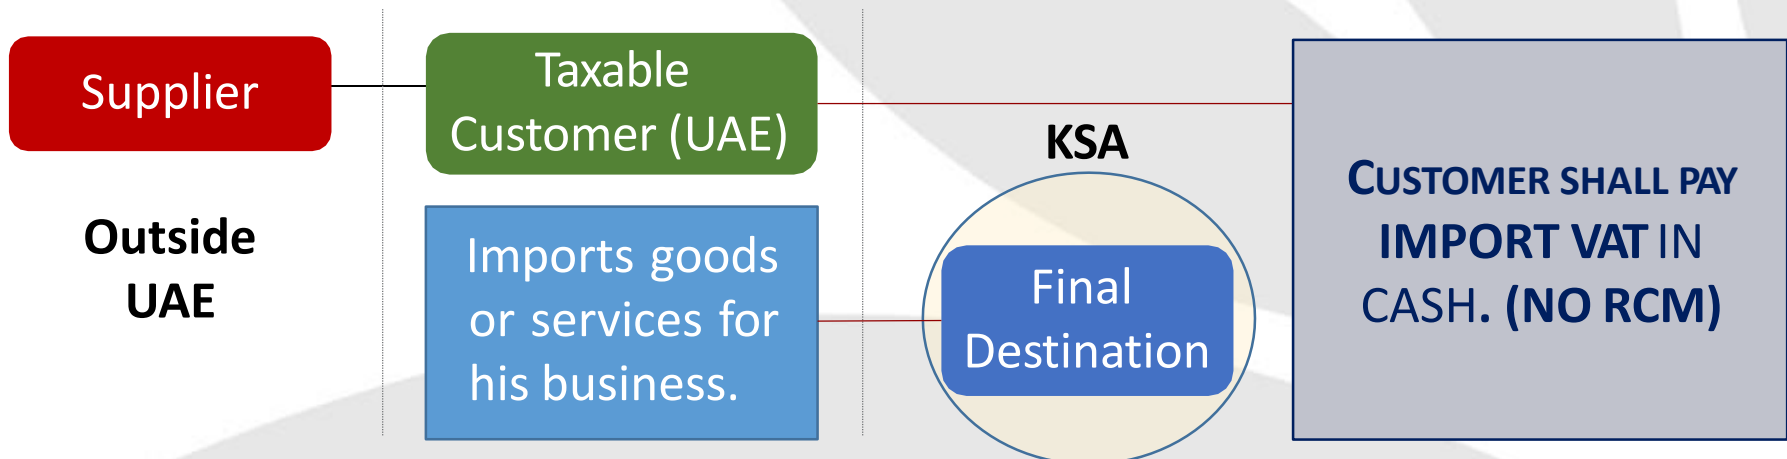 Supplier
Outside
UAE
Taxable
Customer (UAE)
Imports goods
or services for
his business.
KSA
Final
Destination
CUSTOMER SHALL PAY
IMPORT VAT IN
CASH. (NO RCM)